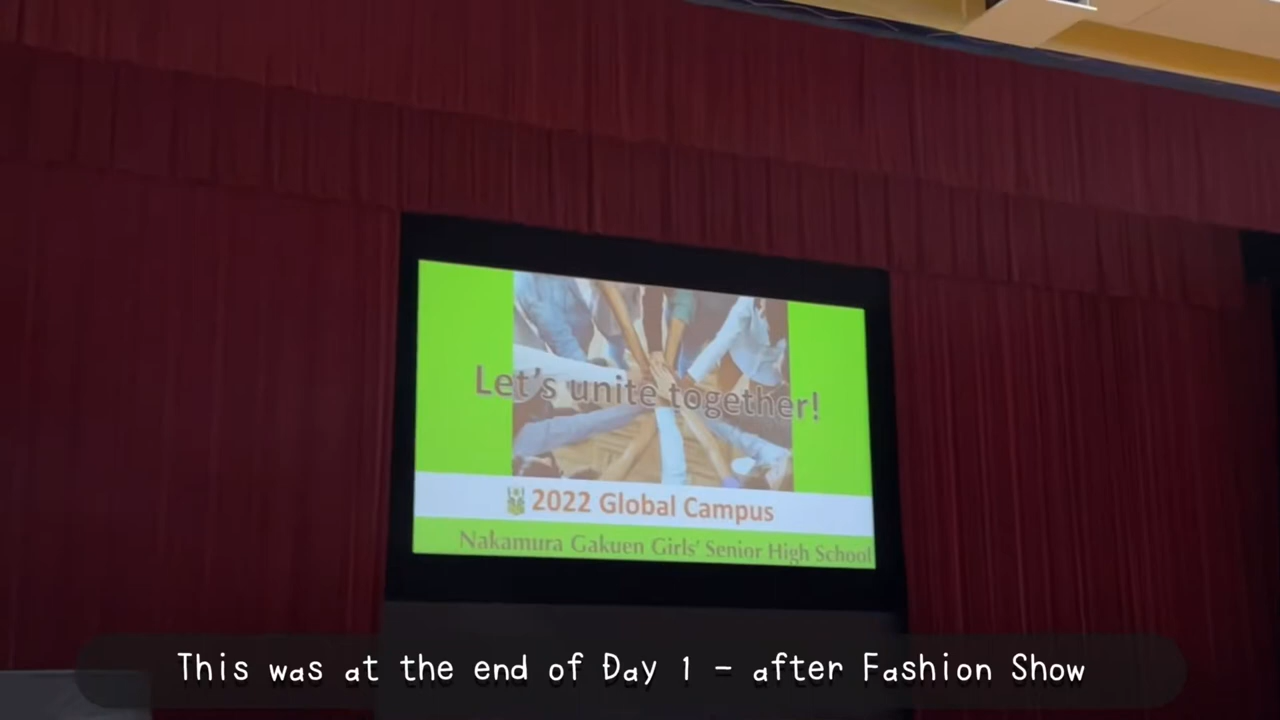 Let's unite together!
2022 Global Campus
Nakamura Gakuen Girls' Senior High School
This was at the end of Day 1 - after Fashion Show